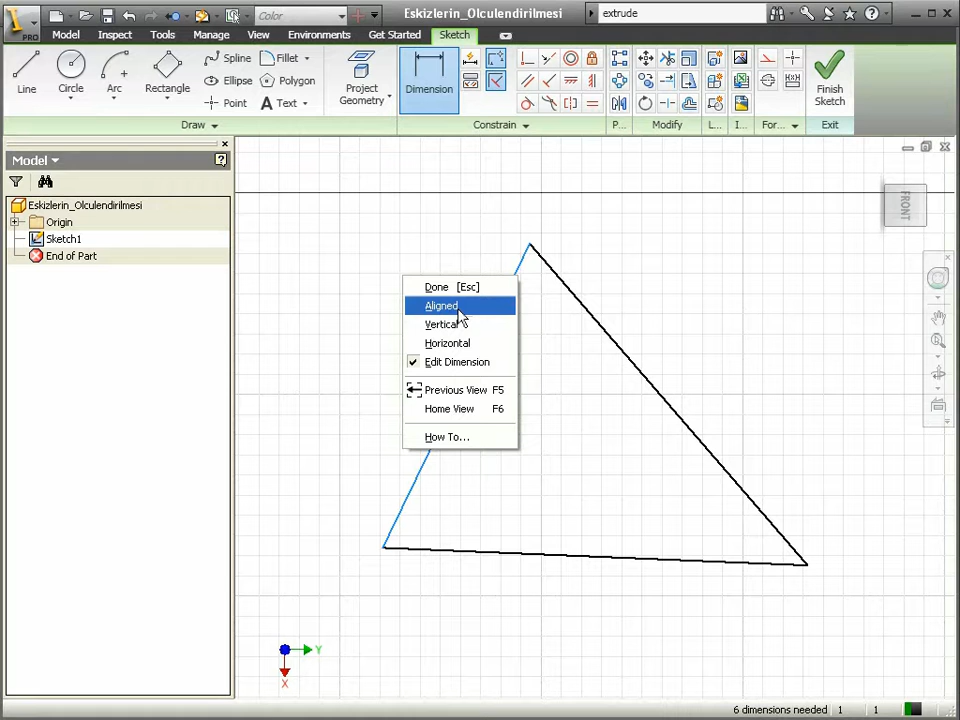 Color
Eskizlerin_Olculendirilmesi
extrude
PRO
Model
Inspect
Tools
Manage
View
Environments
Get Started
Sketch
Line
Circle
Arc
Rectangle
Spline
Ellipse
Point
Fillet
Polygon
Text
Project
Geometry
Dimension
Finish
Sketch
Draw
Constrain
P...
Modify
L...
I...
For...
Exit
Model
Eskizlerin_Olculendirilmesi
Origin
Sketch1
End of Part
FRONT
Done [Esc]
Aligned
Vertical
Horizontal
Edit Dimension
Previous View F5
Home View F6
How To...
Y
X
6 dimensions needed 1 1